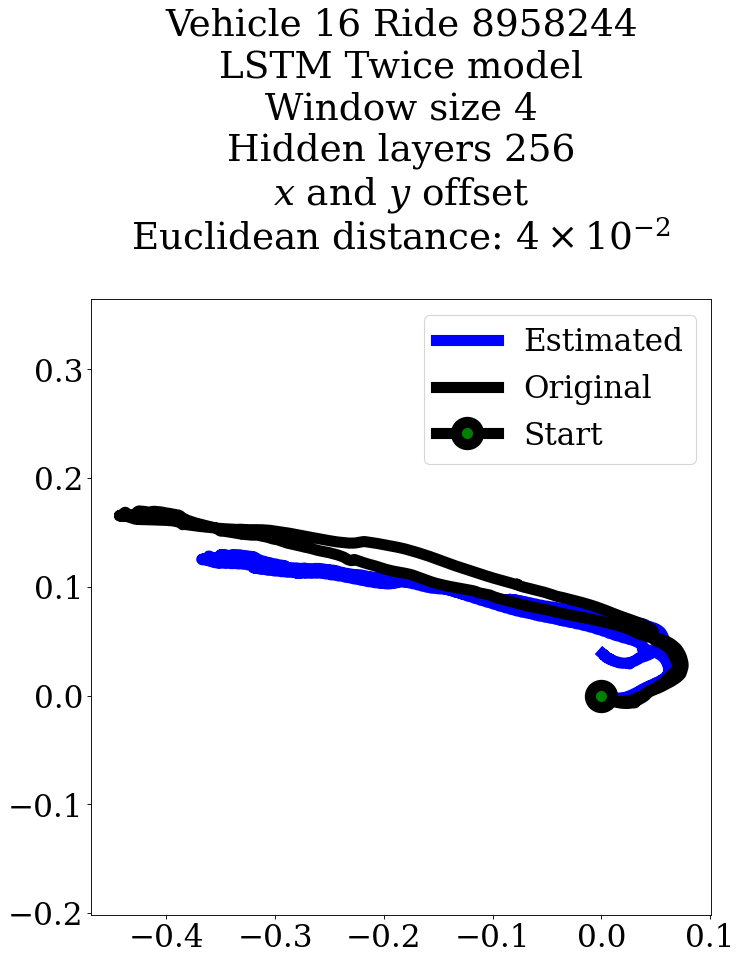 Vehicle 16 Ride 8958244
LSTM Twice model
Window size 4
Hidden layers 256
x and y offset
Euclidean distance: 4 × 10⁻²
Estimated
Original
Start
0.3
0.2
0.1
0.0
−0.1
−0.2
−0.4 −0.3 −0.2 −0.1 0.0 0.1